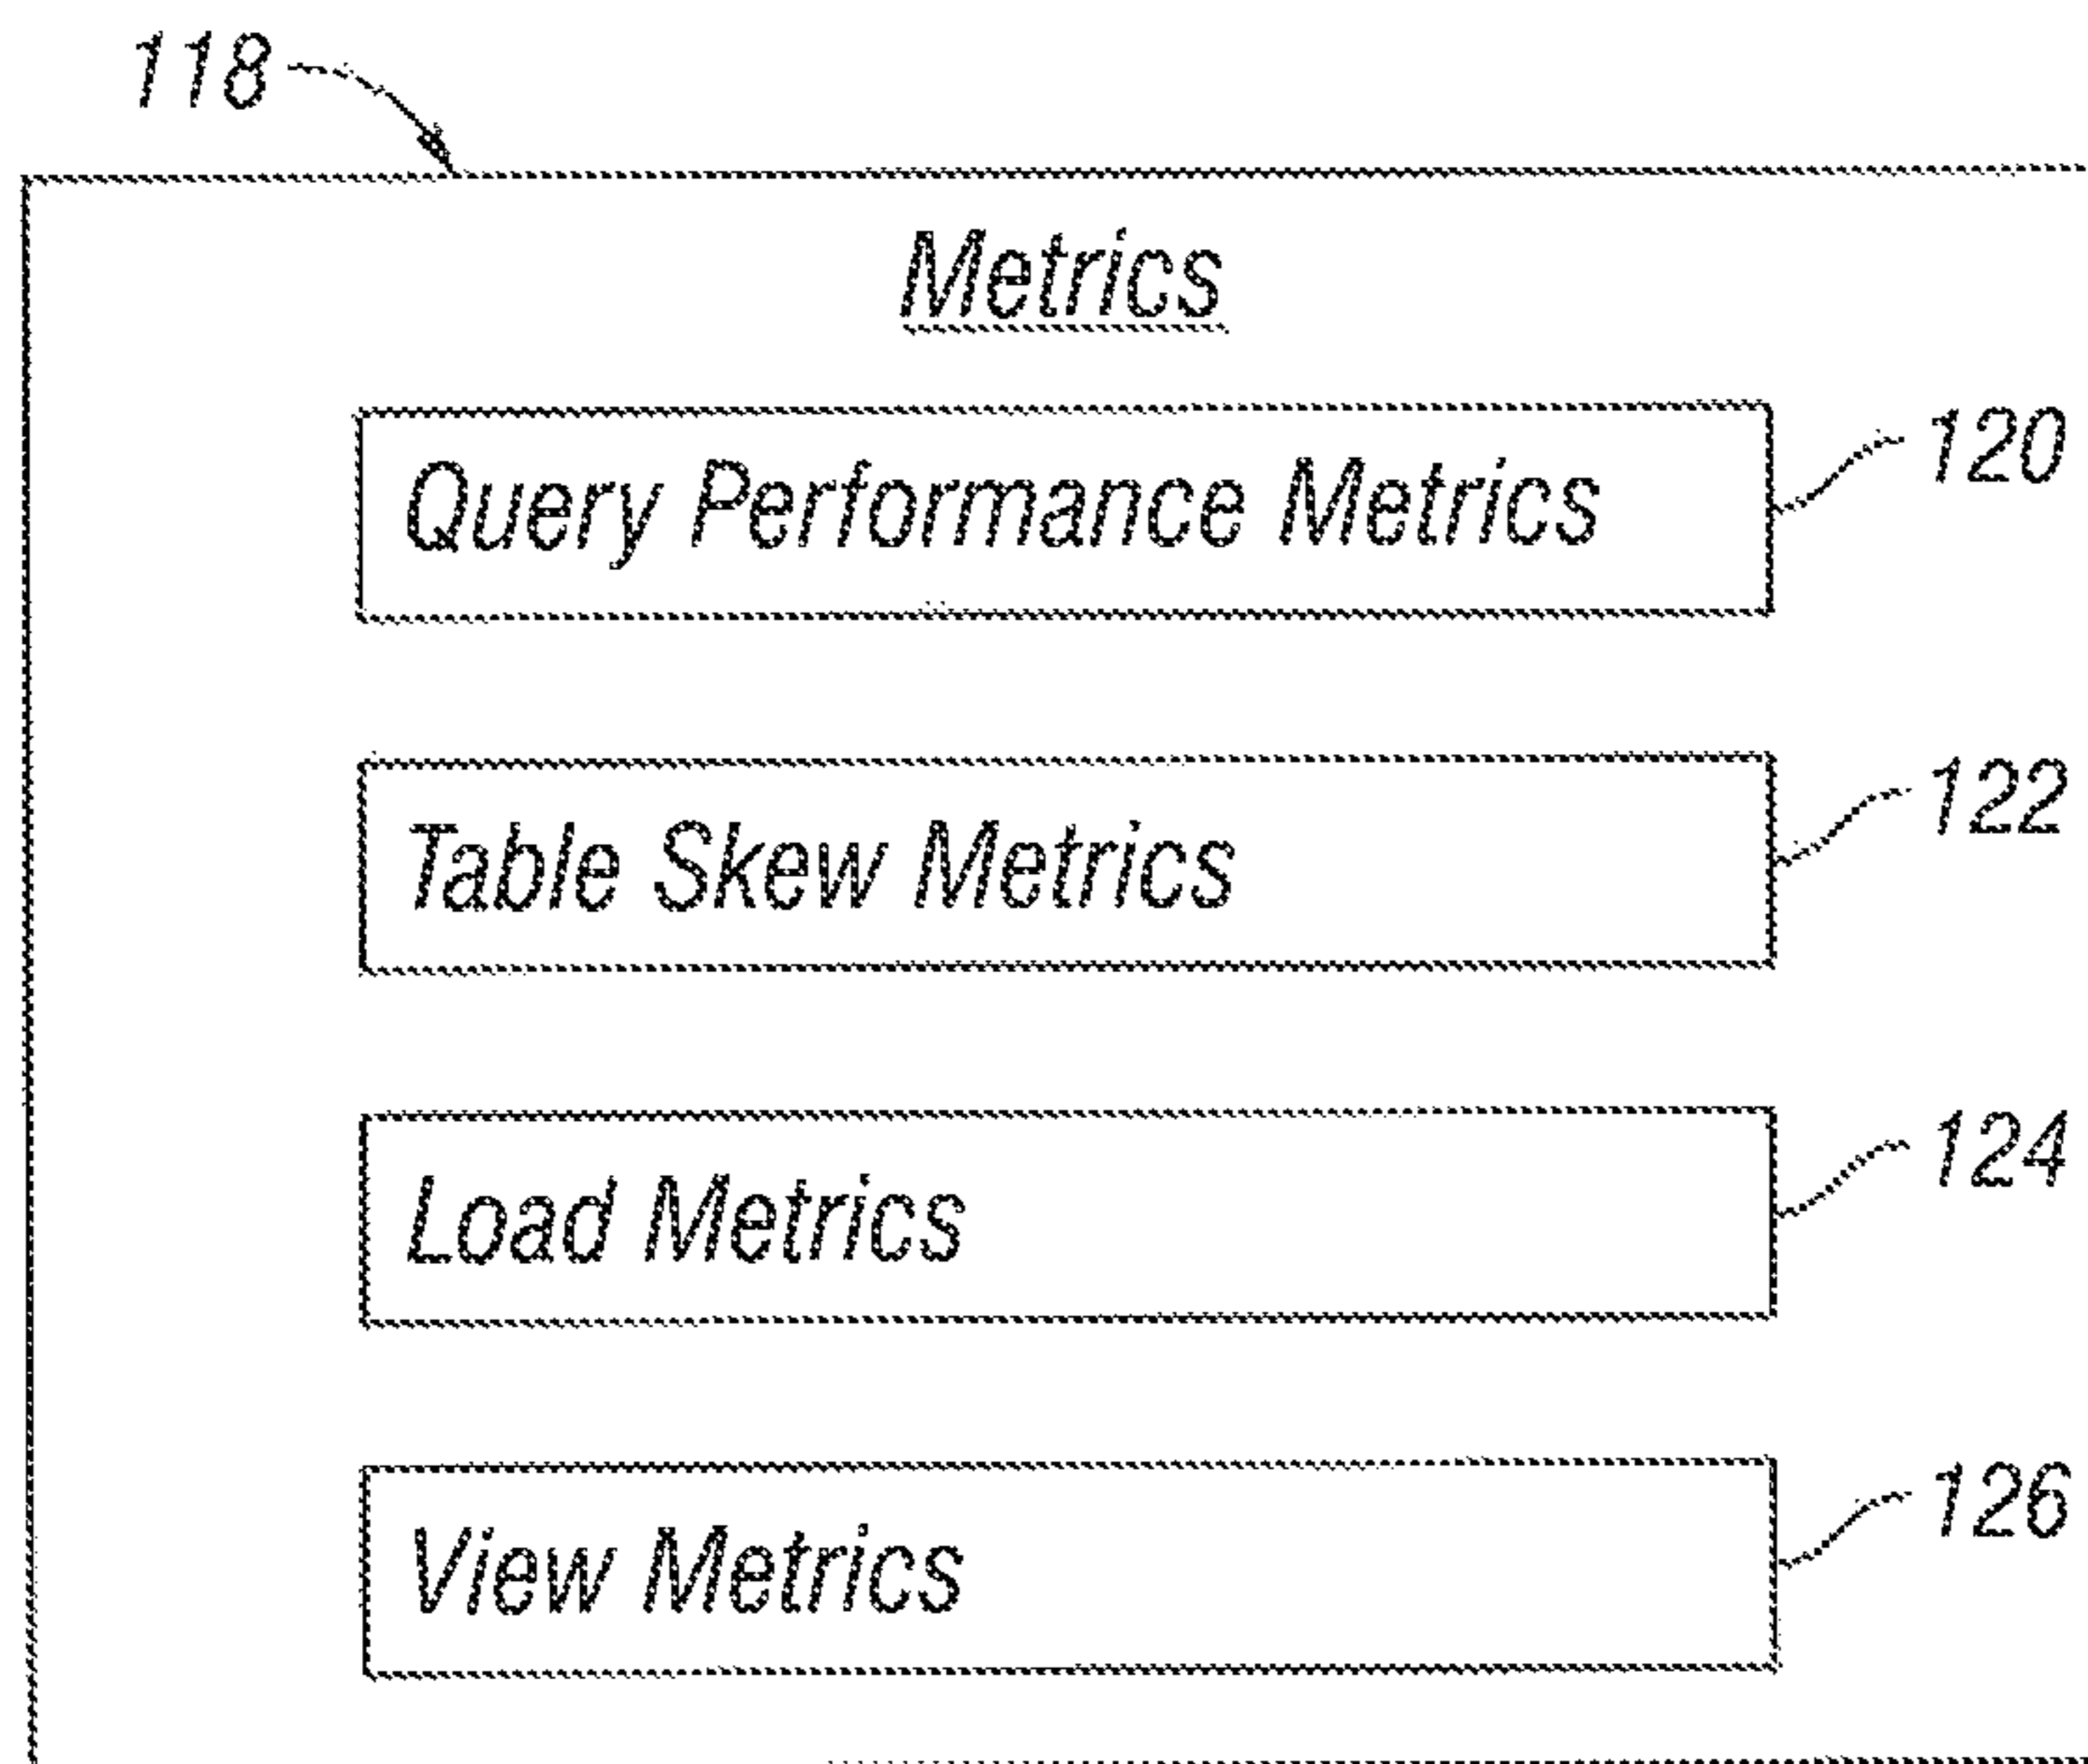 118
Metrics
Query Performance Metrics
120
Table Skew Metrics
122
Load Metrics
124
View Metrics
126